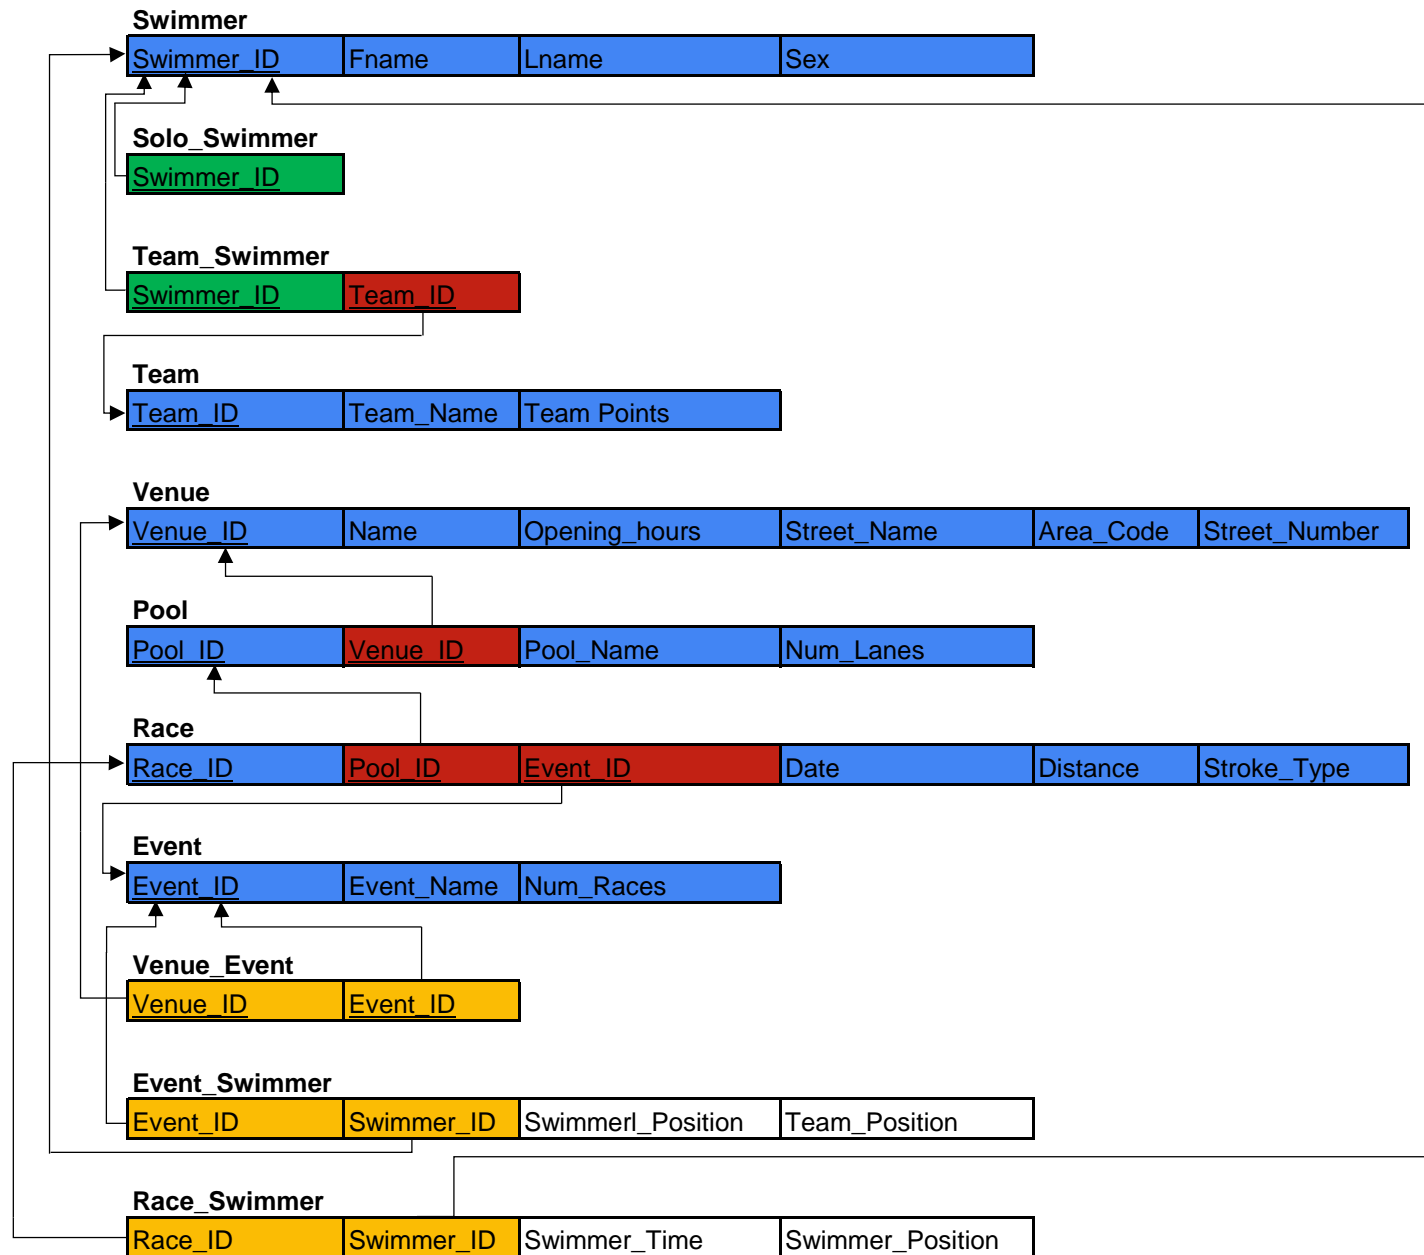 Swimmer
Swimmer_ID Fname Lname Sex
Solo_Swimmer
Swimmer_ID
Team_Swimmer
Swimmer_ID Team_ID
Team
Team_ID Team_Name Team Points
Venue
Venue_ID Name Opening_hours Street_Name Area_Code Street_Number
Pool
Pool_ID Venue_ID Pool_Name Num_Lanes
Race
Race_ID Pool_ID Event_ID Date Distance Stroke_Type
Event
Event_ID Event_Name Num_Races
Venue_Event
Venue_ID Event_ID
Event_Swimmer
Event_ID Swimmer_ID Swimmerl_Position Team_Position
Race_Swimmer
Race_ID Swimmer_ID Swimmer_Time Swimmer_Position